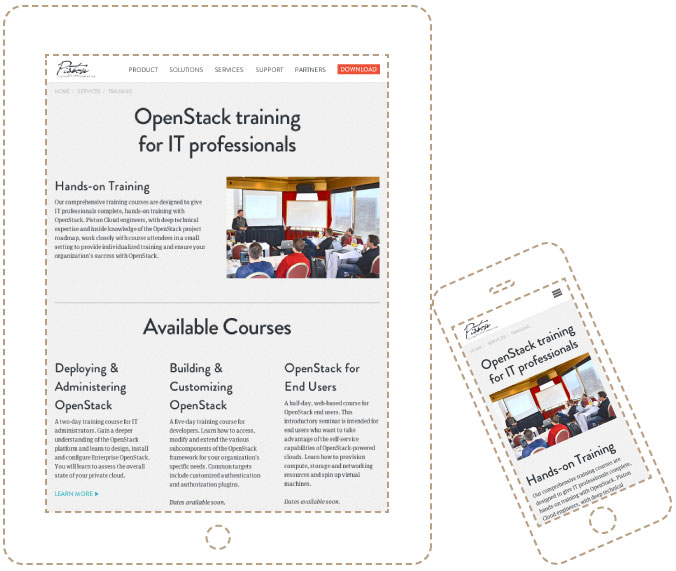 Piston
PRODUCT SOLUTIONS SERVICES SUPPORT PARTNERS DOWNLOAD
HOME / SERVICES / TRAINING
OpenStack training
for IT professionals
Hands-on Training
Our comprehensive training courses are designed to give
IT professionals complete, hands-on training with
OpenStack. Piston Cloud engineers, with deep technical
expertise and inside knowledge of the OpenStack project
roadmap, work closely with course attendees in a small
setting to provide individualized training and ensure your
organization's success with OpenStack.
Available Courses
Deploying &
Administering
OpenStack
A two-day training course for IT
administrators. Gain a deeper
understanding of the OpenStack
platform and learn to design, install
and configure Enterprise OpenStack.
You will learn to assess the overall
state of your private cloud.
LEARN MORE
Building &
Customizing
OpenStack
A five-day training course for
developers. Learn how to access,
modify and extend the various
subcomponents of the OpenStack
framework for your organization's
specific needs. Common targets
include customized authentication
and authorization plugins.
Dates available soon.
OpenStack for
End Users
A half-day, web-based course for
OpenStack end users. This
introductory seminar is intended for
end users who want to take
advantage of the self-service
capabilities of OpenStack-powered
clouds. Learn how to provision
compute, storage and networking
resources and spin up virtual
machines.
Dates available soon.
Piston
HOME / SERVICES / TRAINING
OpenStack training
for IT professionals
Hands-on Training
Our comprehensive training courses are
designed to give IT professionals complete,
hands-on training with OpenStack. Piston
Cloud engineers, with deep technical